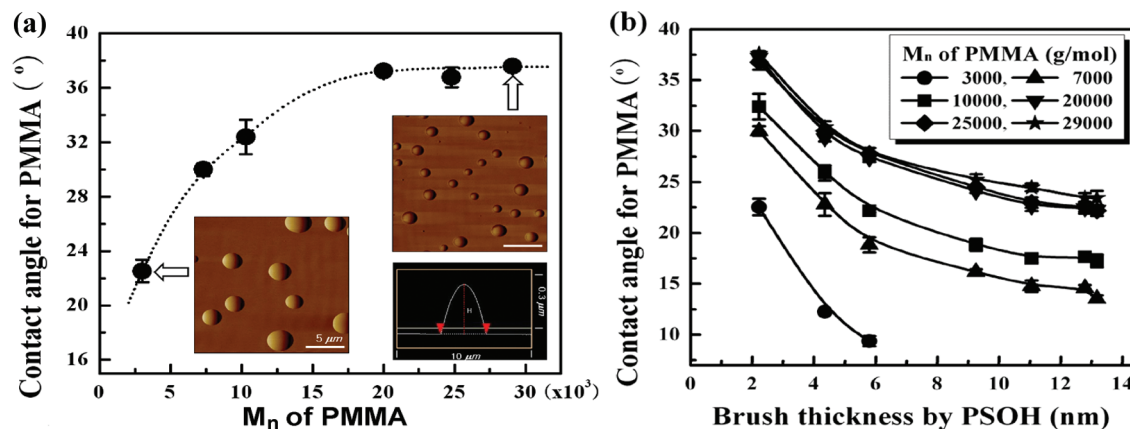 (a)
Contact angle for PMMA (°)
40
36
32
28
24
20
16
0 5 10 15 20 25 30 (x10³)
Mₙ of PMMA
5 μm
H
0.3 μm
10 μm
(b)
Contact angle for PMMA (°)
40
35
30
25
20
15
10
0 2 4 6 8 10 12 14
Brush thickness by PSOH (nm)
Mₙ of PMMA (g/mol)
3000, 7000
10000, 20000
25000, 29000